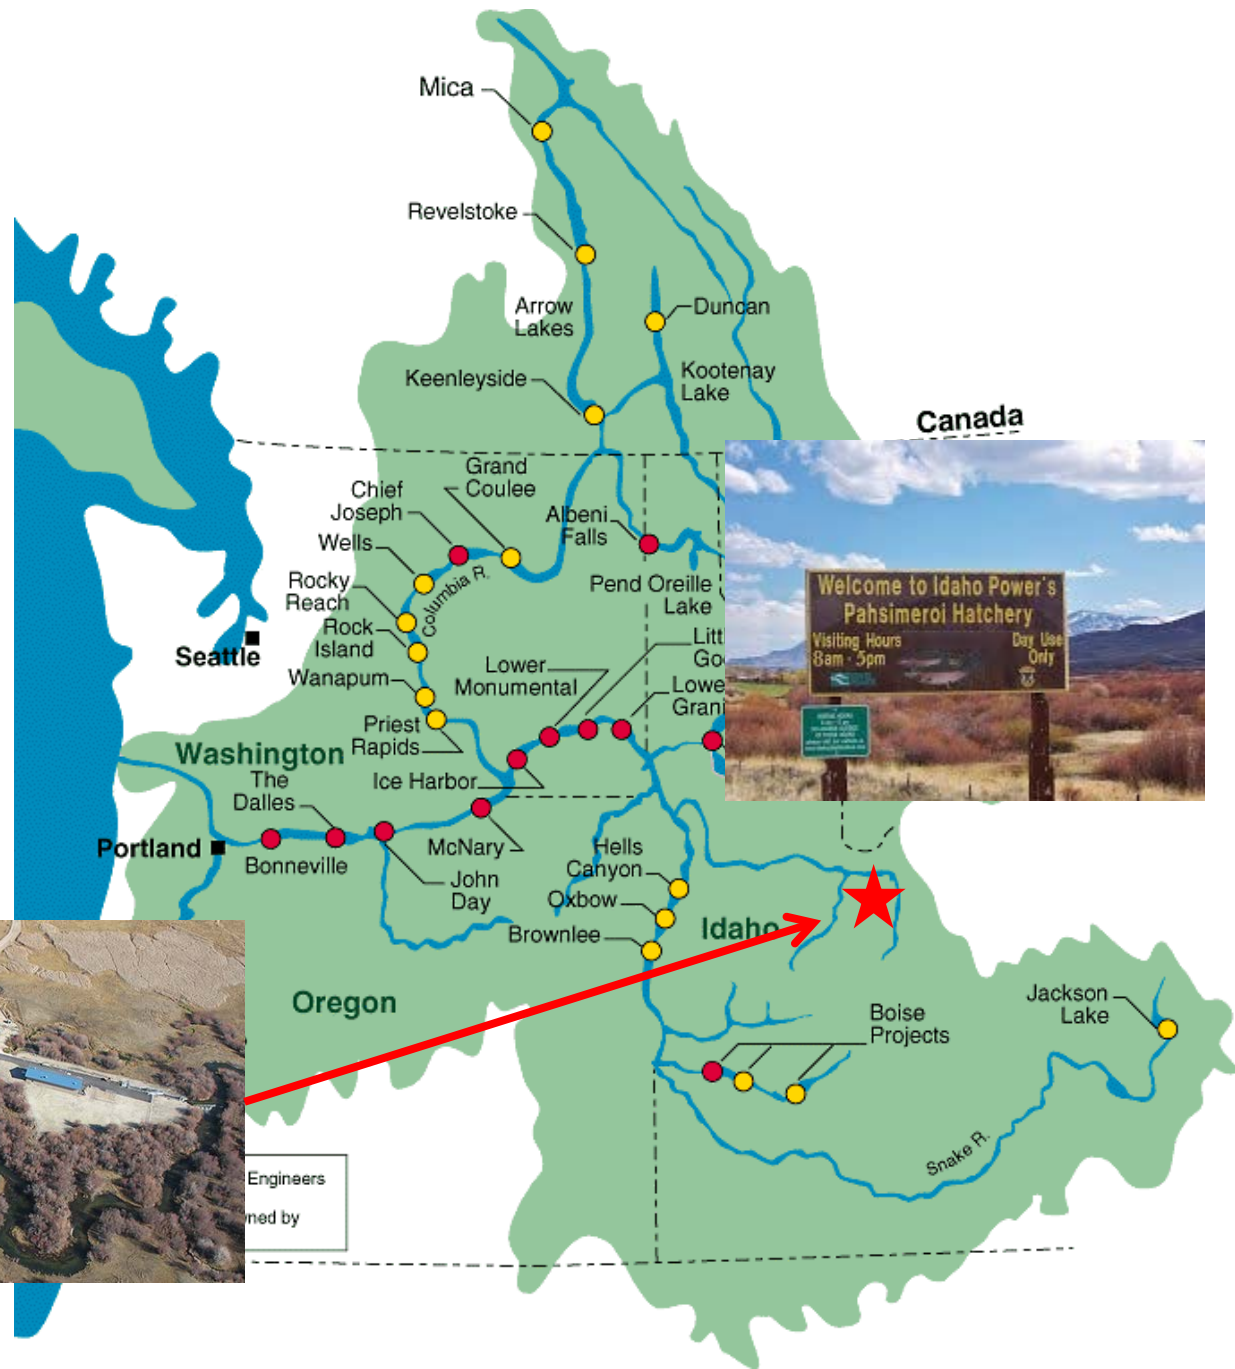 Mica
Revelstoke
Arrow
Lakes
Duncan
Keenleyside
Kootenay
Lake
Canada
Grand
Coulee
Chief
Joseph
Albeni
Falls
Wells
Columbia R.
Rocky
Reach
Pend Oreille
Lake
Rock
Island
Seattle
Lower
Monumental
Wanapum
Priest
Rapids
Washington
Ice Harbor
The
Dalles
Portland
Bonneville
McNary
John
Day
Hells
Canyon
Oxbow
Brownlee
Idaho
Oregon
Boise
Projects
Jackson
Lake
Snake R.
Engineers
by
Welcome to Idaho Power's
Pahsimeroi Hatchery
Visiting Hours
8am - 5pm
Day Use
Only